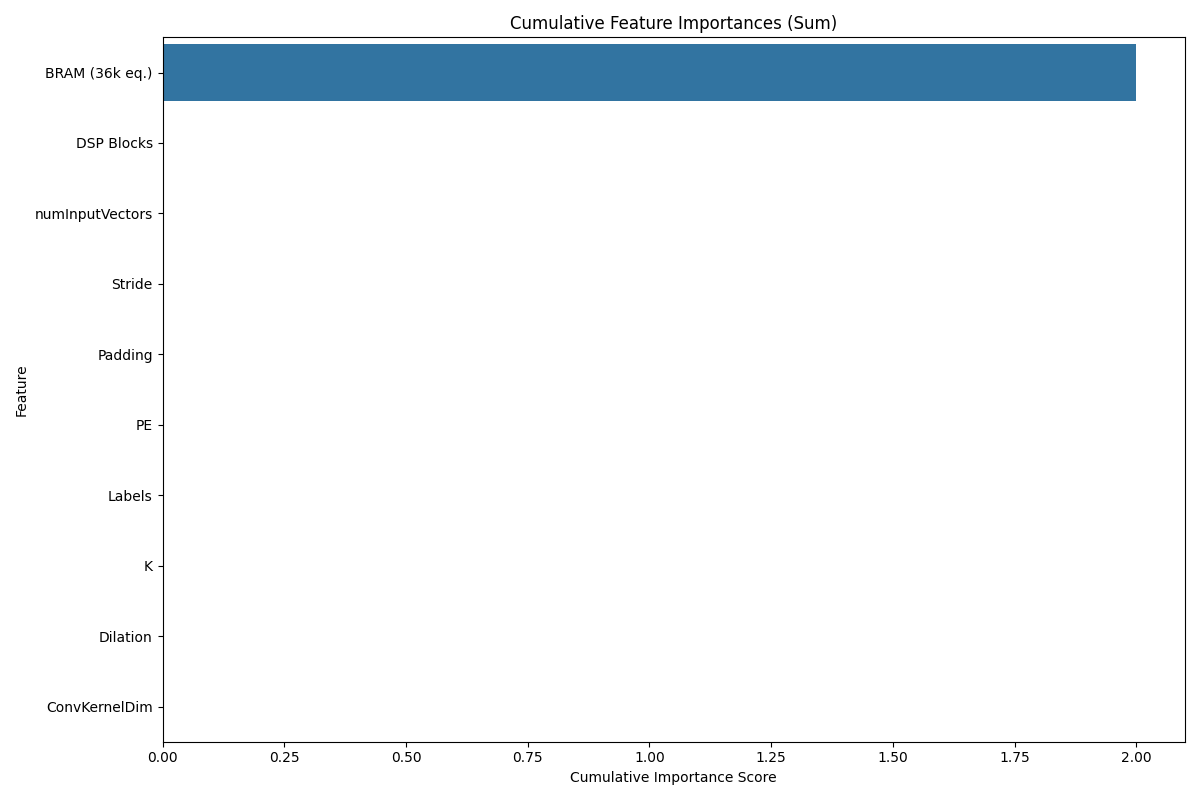 Cumulative Feature Importances (Sum)
BRAM (36k eq.)
DSP Blocks
numInputVectors
Stride
Padding
PE
Labels
K
Dilation
ConvKernelDim
Feature
0.00 0.25 0.50 0.75 1.00 1.25 1.50 1.75 2.00
Cumulative Importance Score